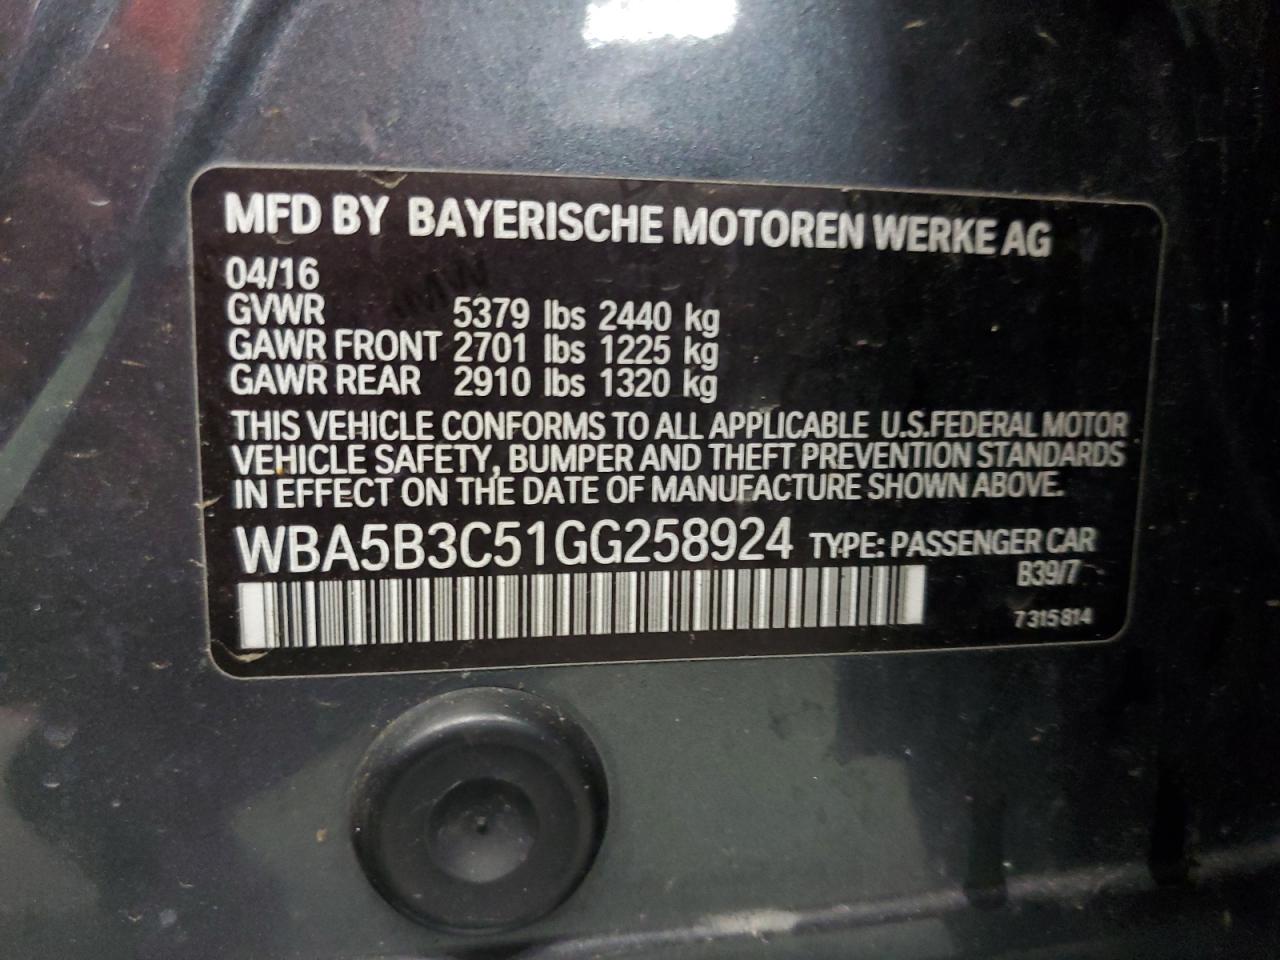 MFD BY BAYERISCHE MOTOREN WERKE AG
04/16
GVWR 5379 lbs 2440 kg
GAWR FRONT 2701 lbs 1225 kg
GAWR REAR 2910 lbs 1320 kg
THIS VEHICLE CONFORMS TO ALL APPLICABLE U.S.FEDERAL MOTOR
VEHICLE SAFETY, BUMPER AND THEFT PREVENTION STANDARDS
IN EFFECT ON THE DATE OF MANUFACTURE SHOWN ABOVE.
WBA5B3C51GG258924 TYPE: PASSENGER CAR
B39/7
7315814